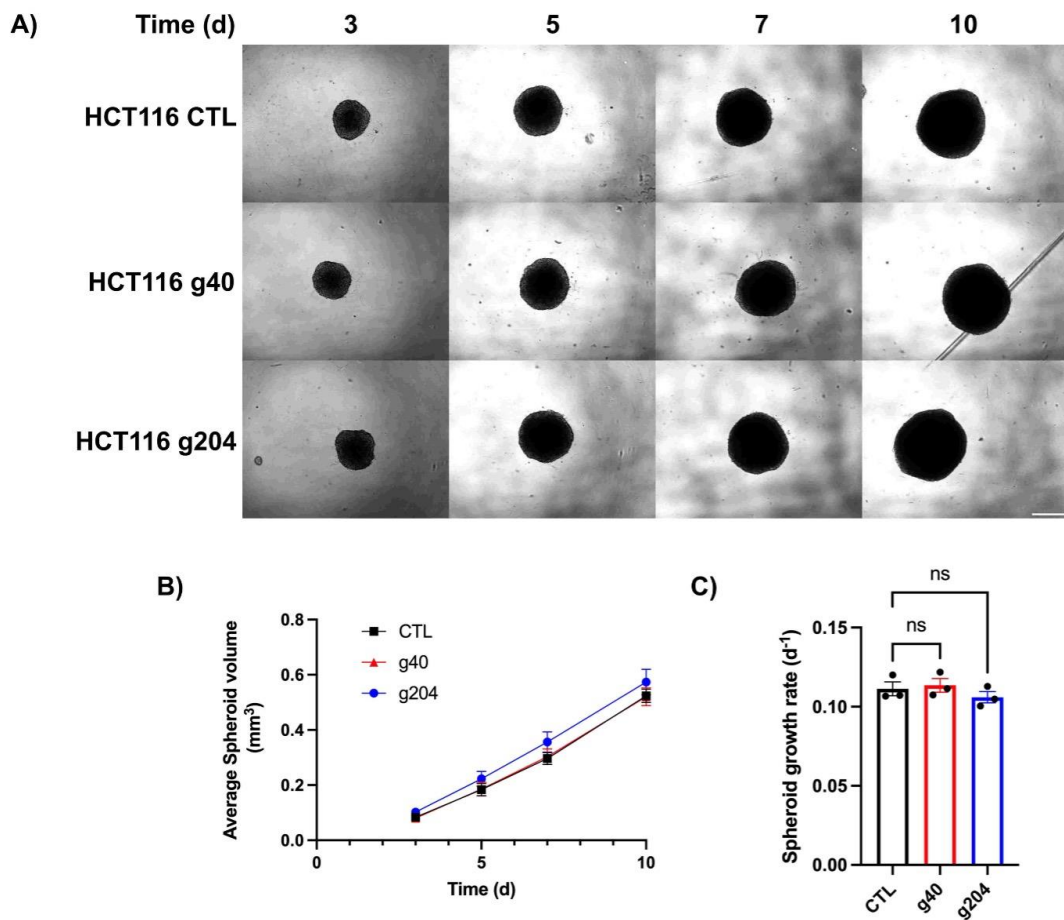 A) Time (d) 3 5 7 10
HCT116 CTL
HCT116 g40
HCT116 g204
B)
Average Spheroid volume
(mm³)
0.8
0.6
0.4
0.2
0.0
CTL
g40
g204
0 5 10
Time (d)
C)
ns
ns
Spheroid growth rate (d⁻¹)
0.15
0.10
0.05
0.00
CTL
g40
g204